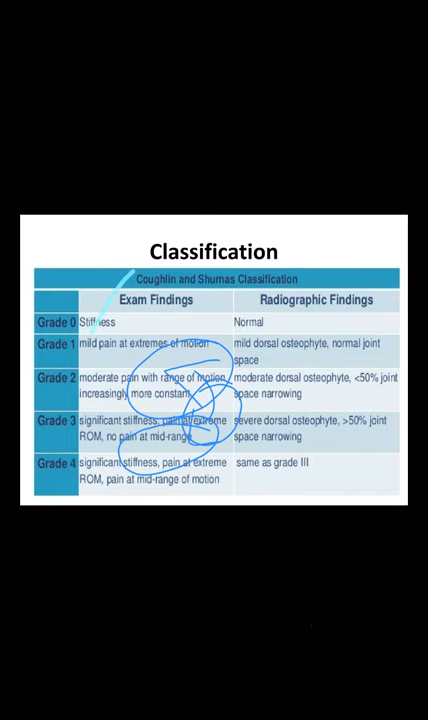 Classification
Coughlin and Shurnas Classification
Exam Findings Radiographic Findings
Grade 0 Stiffness Normal
Grade 1 mild pain at extremes of motion mild dorsal osteophyte, normal joint
space
Grade 2 moderate pain with range of motion moderate dorsal osteophyte, <50% joint
increasingly more constant space narrowing
Grade 3 significant stiffness, pain at extreme severe dorsal osteophyte, >50% joint
ROM, no pain at mid-range space narrowing
Grade 4 significant stiffness, pain at extreme same as grade III
ROM, pain at mid-range of motion